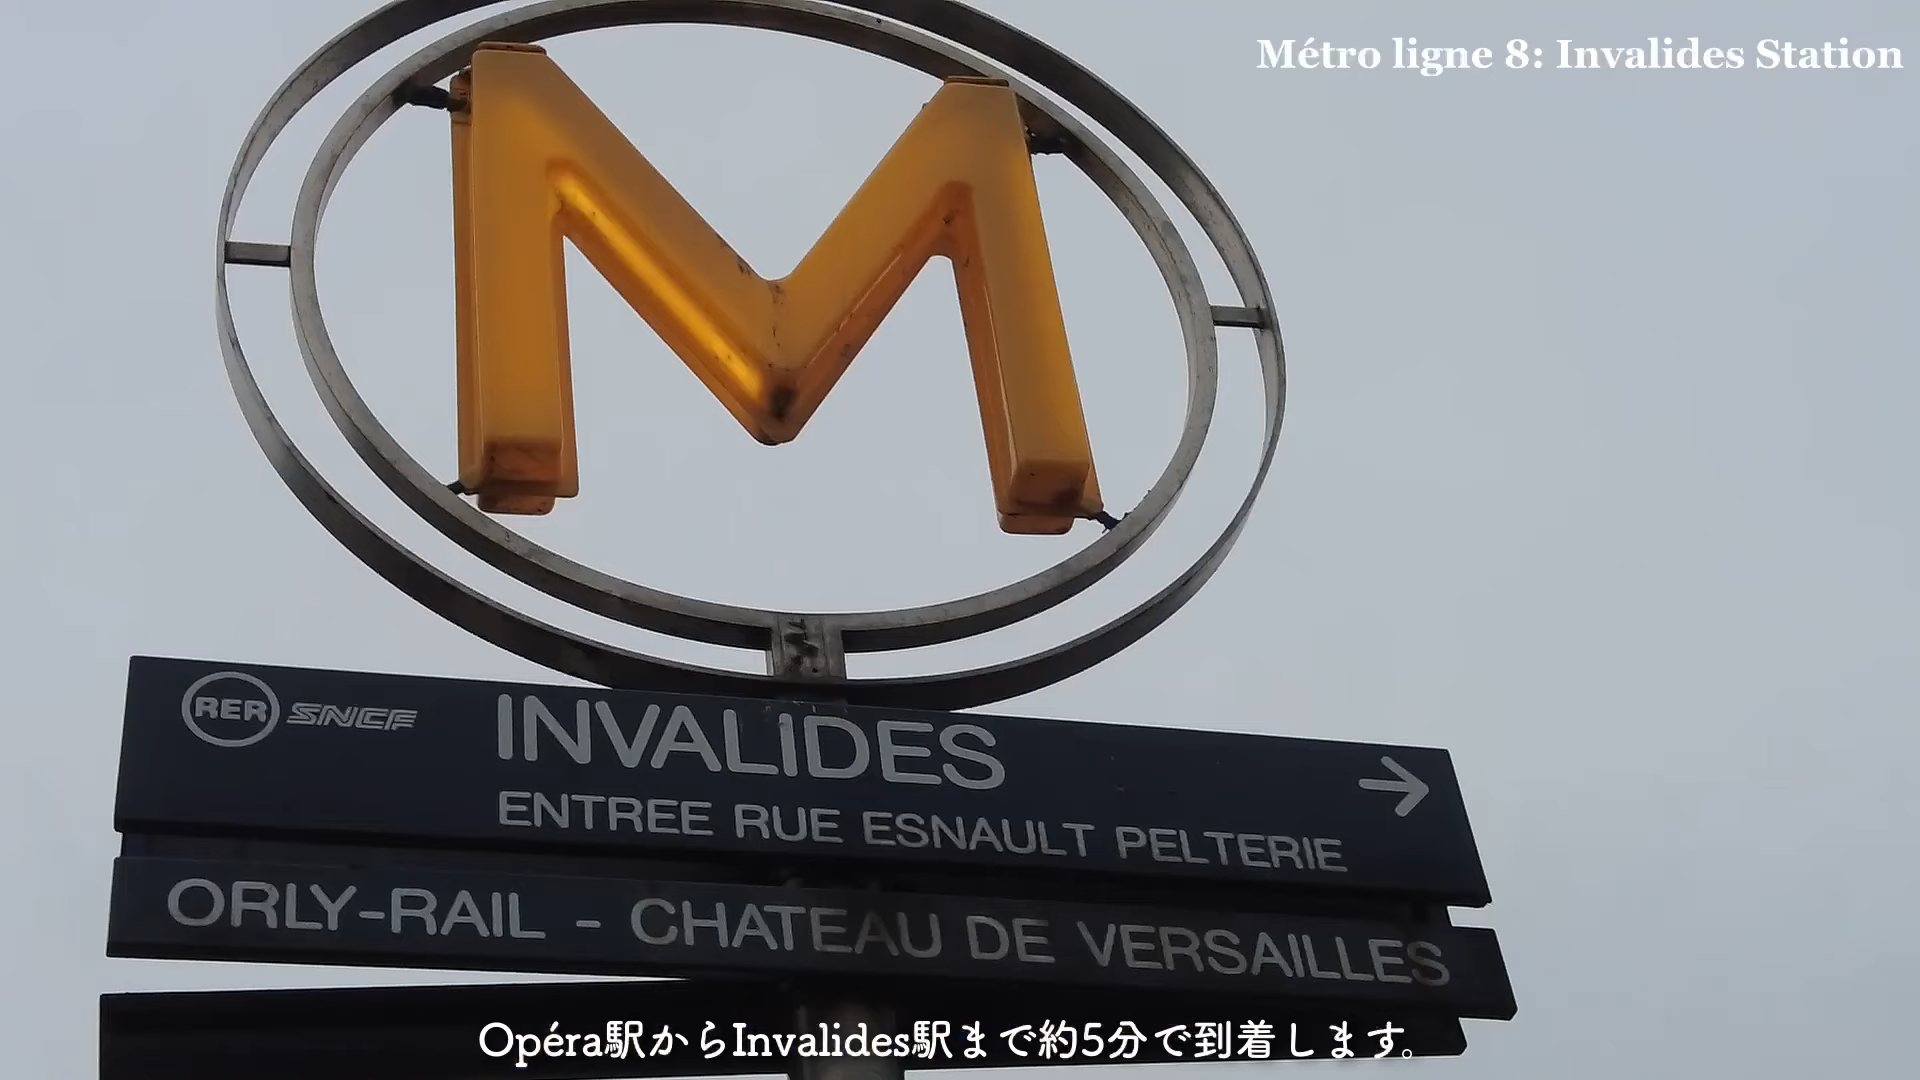 Métro ligne 8: Invalides Station
M
RER SNCF INVALIDES
ENTREE RUE ESNAULT PELTERIE
ORLY-RAIL - CHATEAU DE VERSAILLES
Opéra駅からInvalides駅まで約5分で到着します。